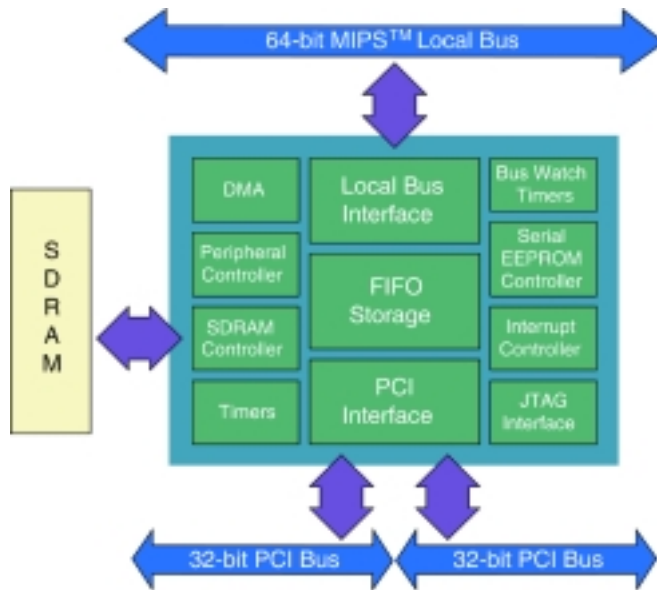 64-bit MIPS™ Local Bus
DMA
Local Bus
Interface
Bus Watch
Timers
S
D
R
A
M
Peripheral
Controller
FIFO
Storage
Serial
EEPROM
Controller
SDRAM
Controller
Interrupt
Controller
Timers
PCI
Interface
JTAG
Interface
32-bit PCI Bus
32-bit PCI Bus